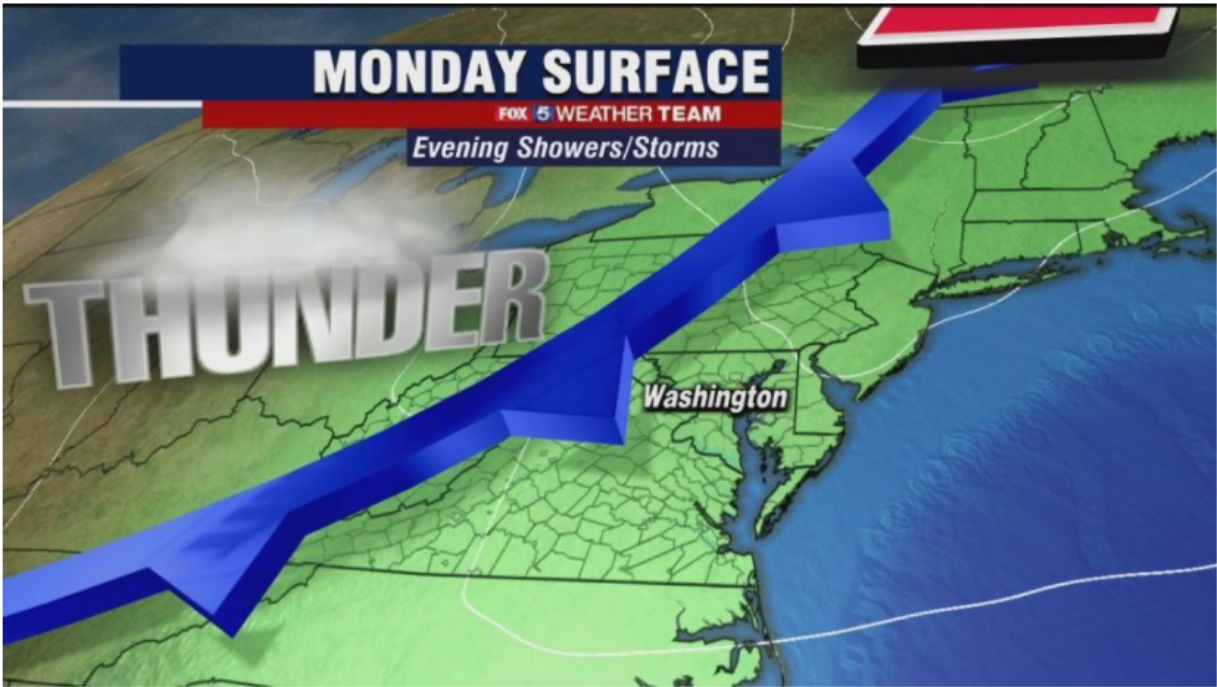 MONDAY SURFACE
FOX 5 WEATHER TEAM
Evening Showers/Storms
THUNDER
Washington